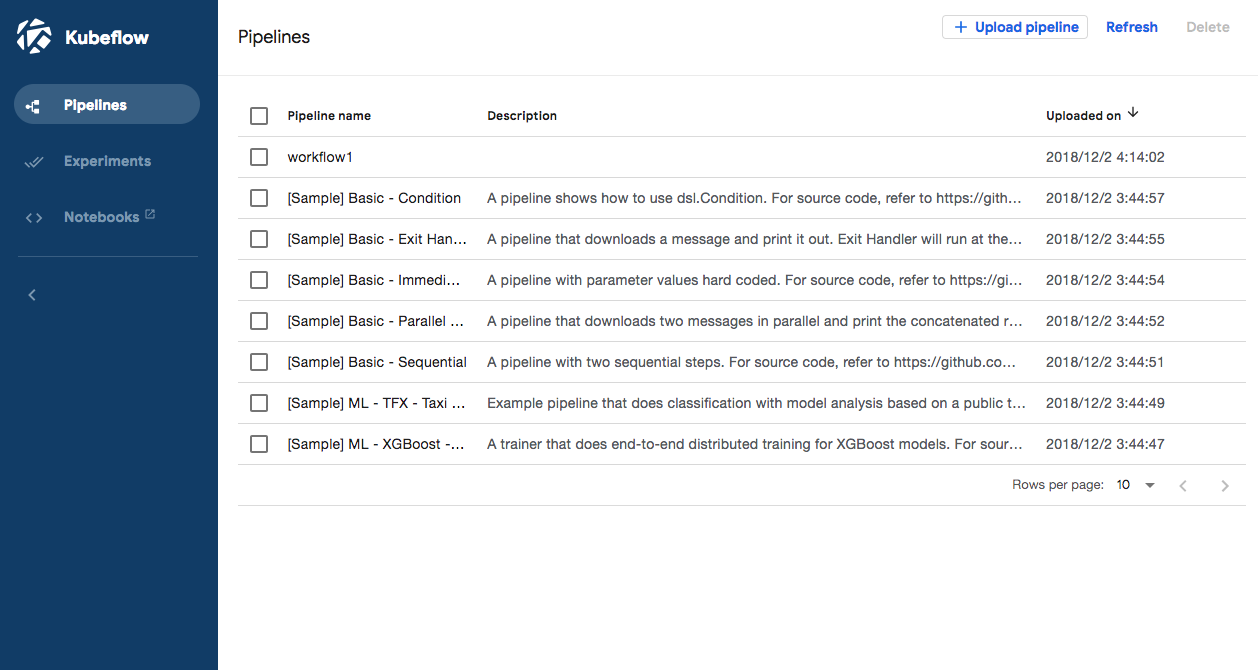 Kubeflow
Pipelines
Experiments
Notebooks
Pipelines
Upload pipeline Refresh Delete
Pipeline name Description Uploaded on
workflow1 2018/12/2 4:14:02
[Sample] Basic - Condition A pipeline shows how to use dsl.Condition. For source code, refer to https://gith... 2018/12/2 3:44:57
[Sample] Basic - Exit Han... A pipeline that downloads a message and print it out. Exit Handler will run at the... 2018/12/2 3:44:55
[Sample] Basic - Immedi... A pipeline with parameter values hard coded. For source code, refer to https://gi... 2018/12/2 3:44:54
[Sample] Basic - Parallel ... A pipeline that downloads two messages in parallel and print the concatenated r... 2018/12/2 3:44:52
[Sample] Basic - Sequential A pipeline with two sequential steps. For source code, refer to https://github.co... 2018/12/2 3:44:51
[Sample] ML - TFX - Taxi ... Example pipeline that does classification with model analysis based on a public t... 2018/12/2 3:44:49
[Sample] ML - XGBoost -... A trainer that does end-to-end distributed training for XGBoost models. For sour... 2018/12/2 3:44:47
Rows per page: 10